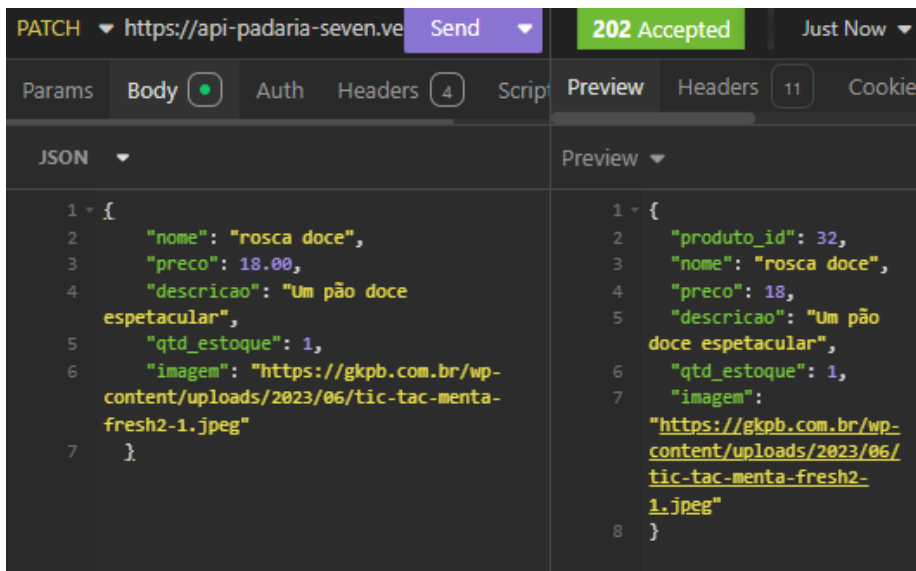 PATCH https://api-padaria-seven.ve Send 202 Accepted Just Now
Params Body Auth Headers 4 Script Preview Headers 11 Cookie
JSON
1 {
2 "nome": "rosca doce",
3 "preco": 18.00,
4 "descricao": "Um pão doce
espetacular",
5 "qtd_estoque": 1,
6 "imagem": "https://gkpb.com.br/wp-
content/uploads/2023/06/tic-tac-menta-
fresh2-1.jpeg"
7 }
Preview
1 {
2 "produto_id": 32,
3 "nome": "rosca doce",
4 "preco": 18,
5 "descricao": "Um pão
doce espetacular",
6 "qtd_estoque": 1,
7 "imagem":
"https://gkpb.com.br/wp-
content/uploads/2023/06/
tic-tac-menta-fresh2-
1.jpeg"
8 }